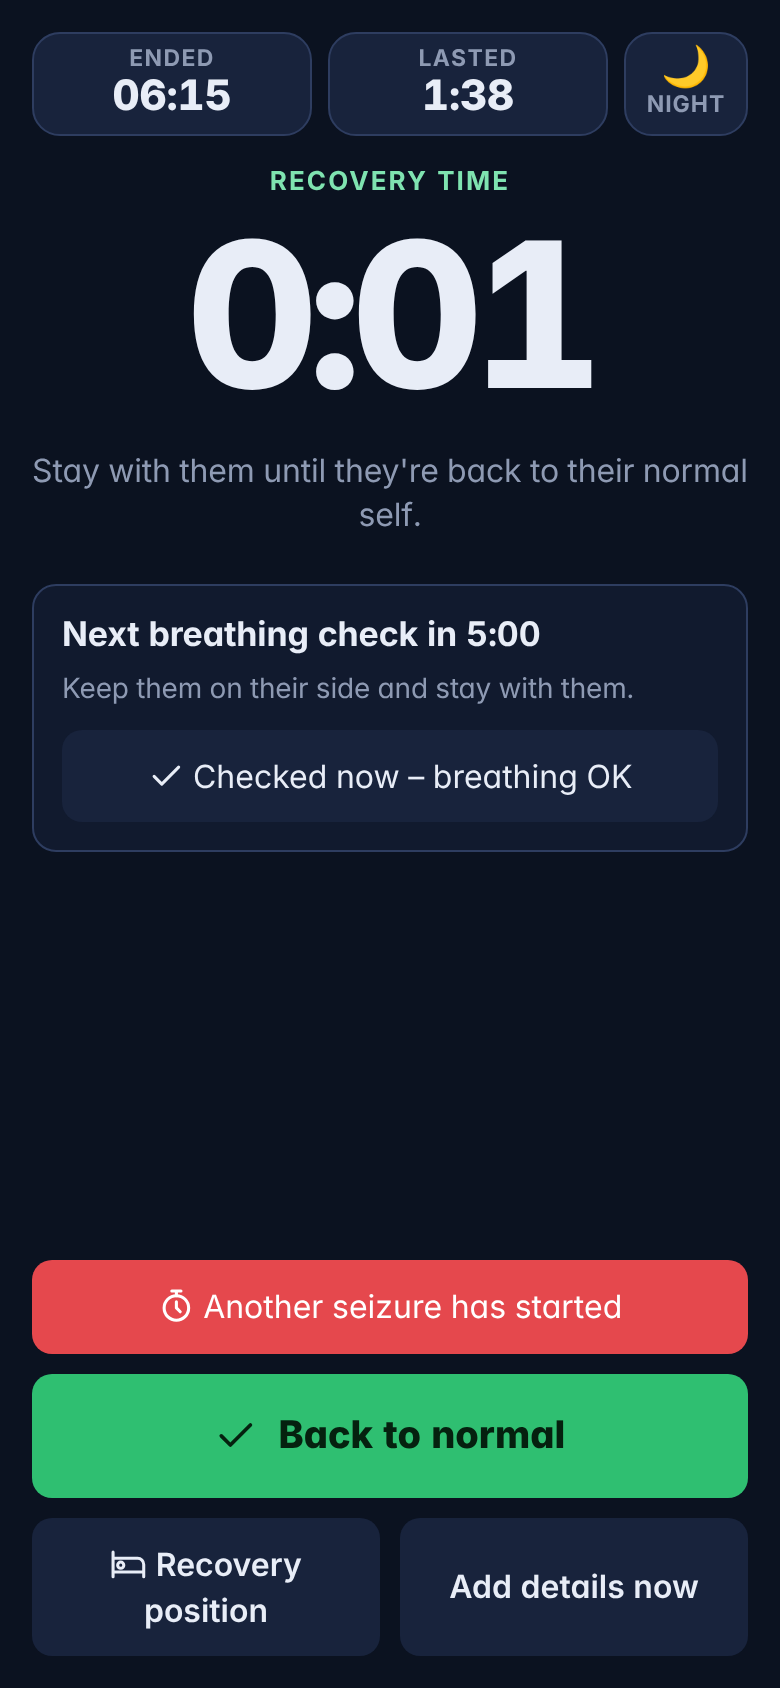 ENDED
06:15
LASTED
1:38
NIGHT
RECOVERY TIME
0:01
Stay with them until they're back to their normal
self.
Next breathing check in 5:00
Keep them on their side and stay with them.
Checked now – breathing OK
Another seizure has started
Back to normal
Recovery
position
Add details now